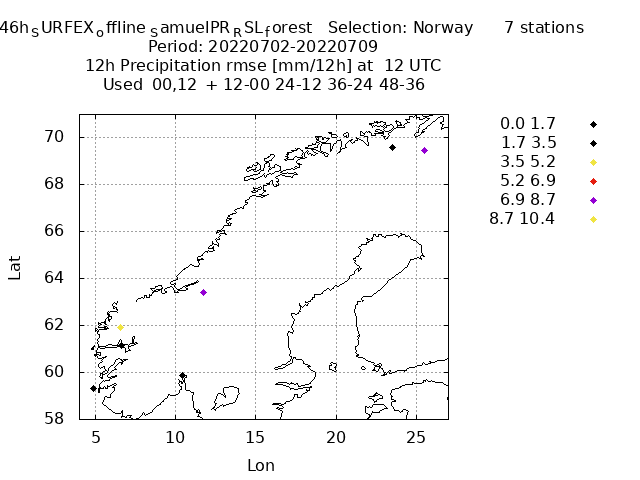 46hSURFEXoffline SamuelPRRSLforest Selection: Norway 7 stations
Period: 20220702-20220709
12h Precipitation rmse [mm/12h] at 12 UTC
Used 00,12 + 12-00 24-12 36-24 48-36
0.0 1.7
1.7 3.5
3.5 5.2
5.2 6.9
6.9 8.7
8.7 10.4
70
68
66
64
62
60
58
Lat
5 10 15 20 25
Lon